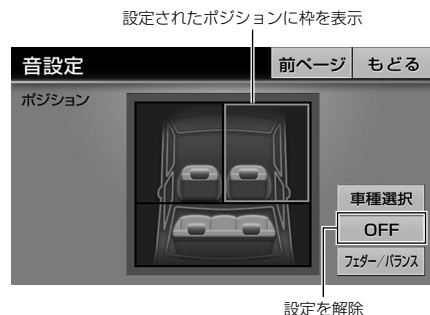 設定されたポジションに枠を表示
音設定
前ページ
もどる
ポジション
車種選択
OFF
フェダー/バランス
設定を解除